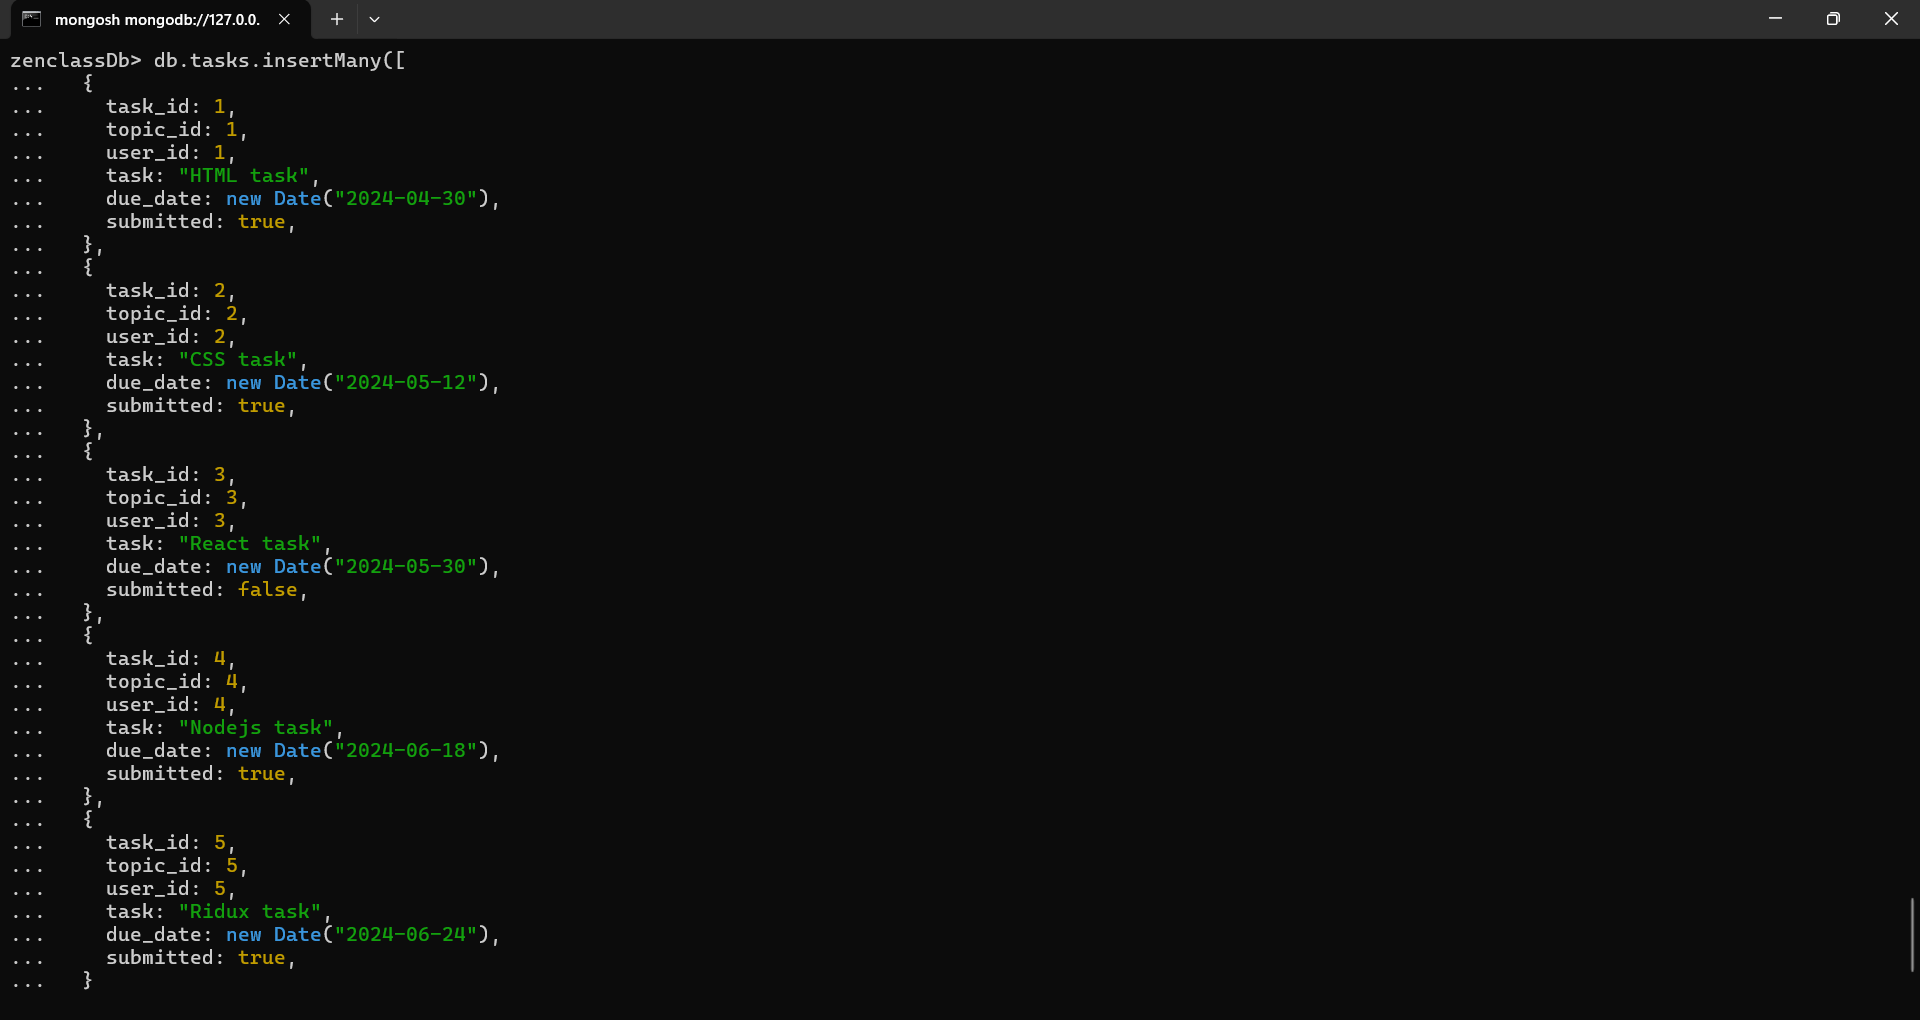 mongosh mongodb://127.0.0.
zenclassDb> db.tasks.insertMany([
...   {
...     task_id: 1,
...     topic_id: 1,
...     user_id: 1,
...     task: "HTML task",
...     due_date: new Date("2024-04-30"),
...     submitted: true,
...   },
...   {
...     task_id: 2,
...     topic_id: 2,
...     user_id: 2,
...     task: "CSS task",
...     due_date: new Date("2024-05-12"),
...     submitted: true,
...   },
...   {
...     task_id: 3,
...     topic_id: 3,
...     user_id: 3,
...     task: "React task",
...     due_date: new Date("2024-05-30"),
...     submitted: false,
...   },
...   {
...     task_id: 4,
...     topic_id: 4,
...     user_id: 4,
...     task: "Nodejs task",
...     due_date: new Date("2024-06-18"),
...     submitted: true,
...   },
...   {
...     task_id: 5,
...     topic_id: 5,
...     user_id: 5,
...     task: "Ridux task",
...     due_date: new Date("2024-06-24"),
...     submitted: true,
...   }